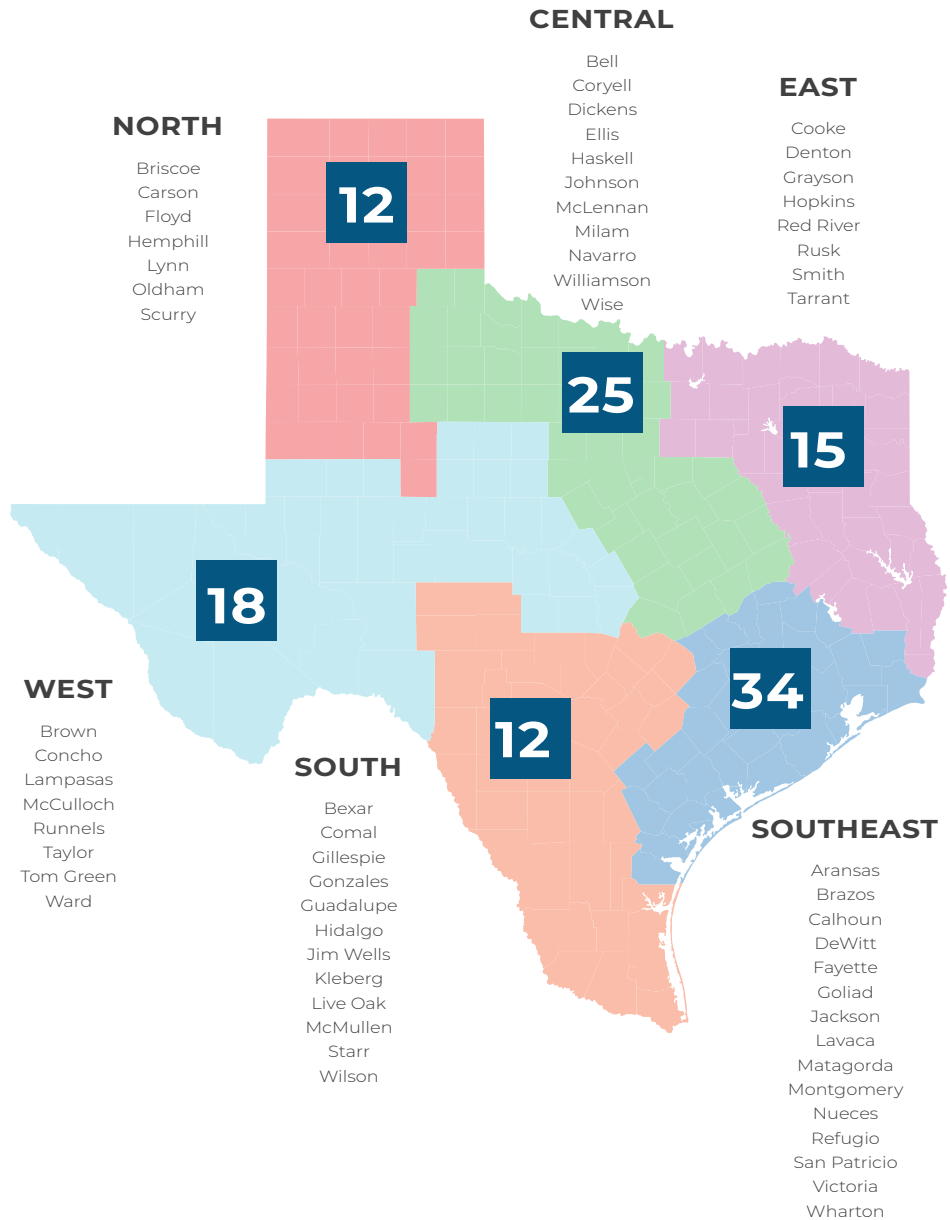 CENTRAL
Bell
Coryell
Dickens
Ellis
Haskell
Johnson
McLennan
Milam
Navarro
Williamson
Wise
EAST
Cooke
Denton
Grayson
Hopkins
Red River
Rusk
Smith
Tarrant
NORTH
Briscoe
Carson
Floyd
Hemphill
Lynn
Oldham
Scurry
12
25
15
18
34
12
WEST
Brown
Concho
Lampasas
McCulloch
Runnels
Taylor
Tom Green
Ward
SOUTH
Bexar
Comal
Gillespie
Gonzales
Guadalupe
Hidalgo
Jim Wells
Kleberg
Live Oak
McMullen
Starr
Wilson
SOUTHEAST
Aransas
Brazos
Calhoun
DeWitt
Fayette
Goliad
Jackson
Lavaca
Matagorda
Montgomery
Nueces
Refugio
San Patricio
Victoria
Wharton